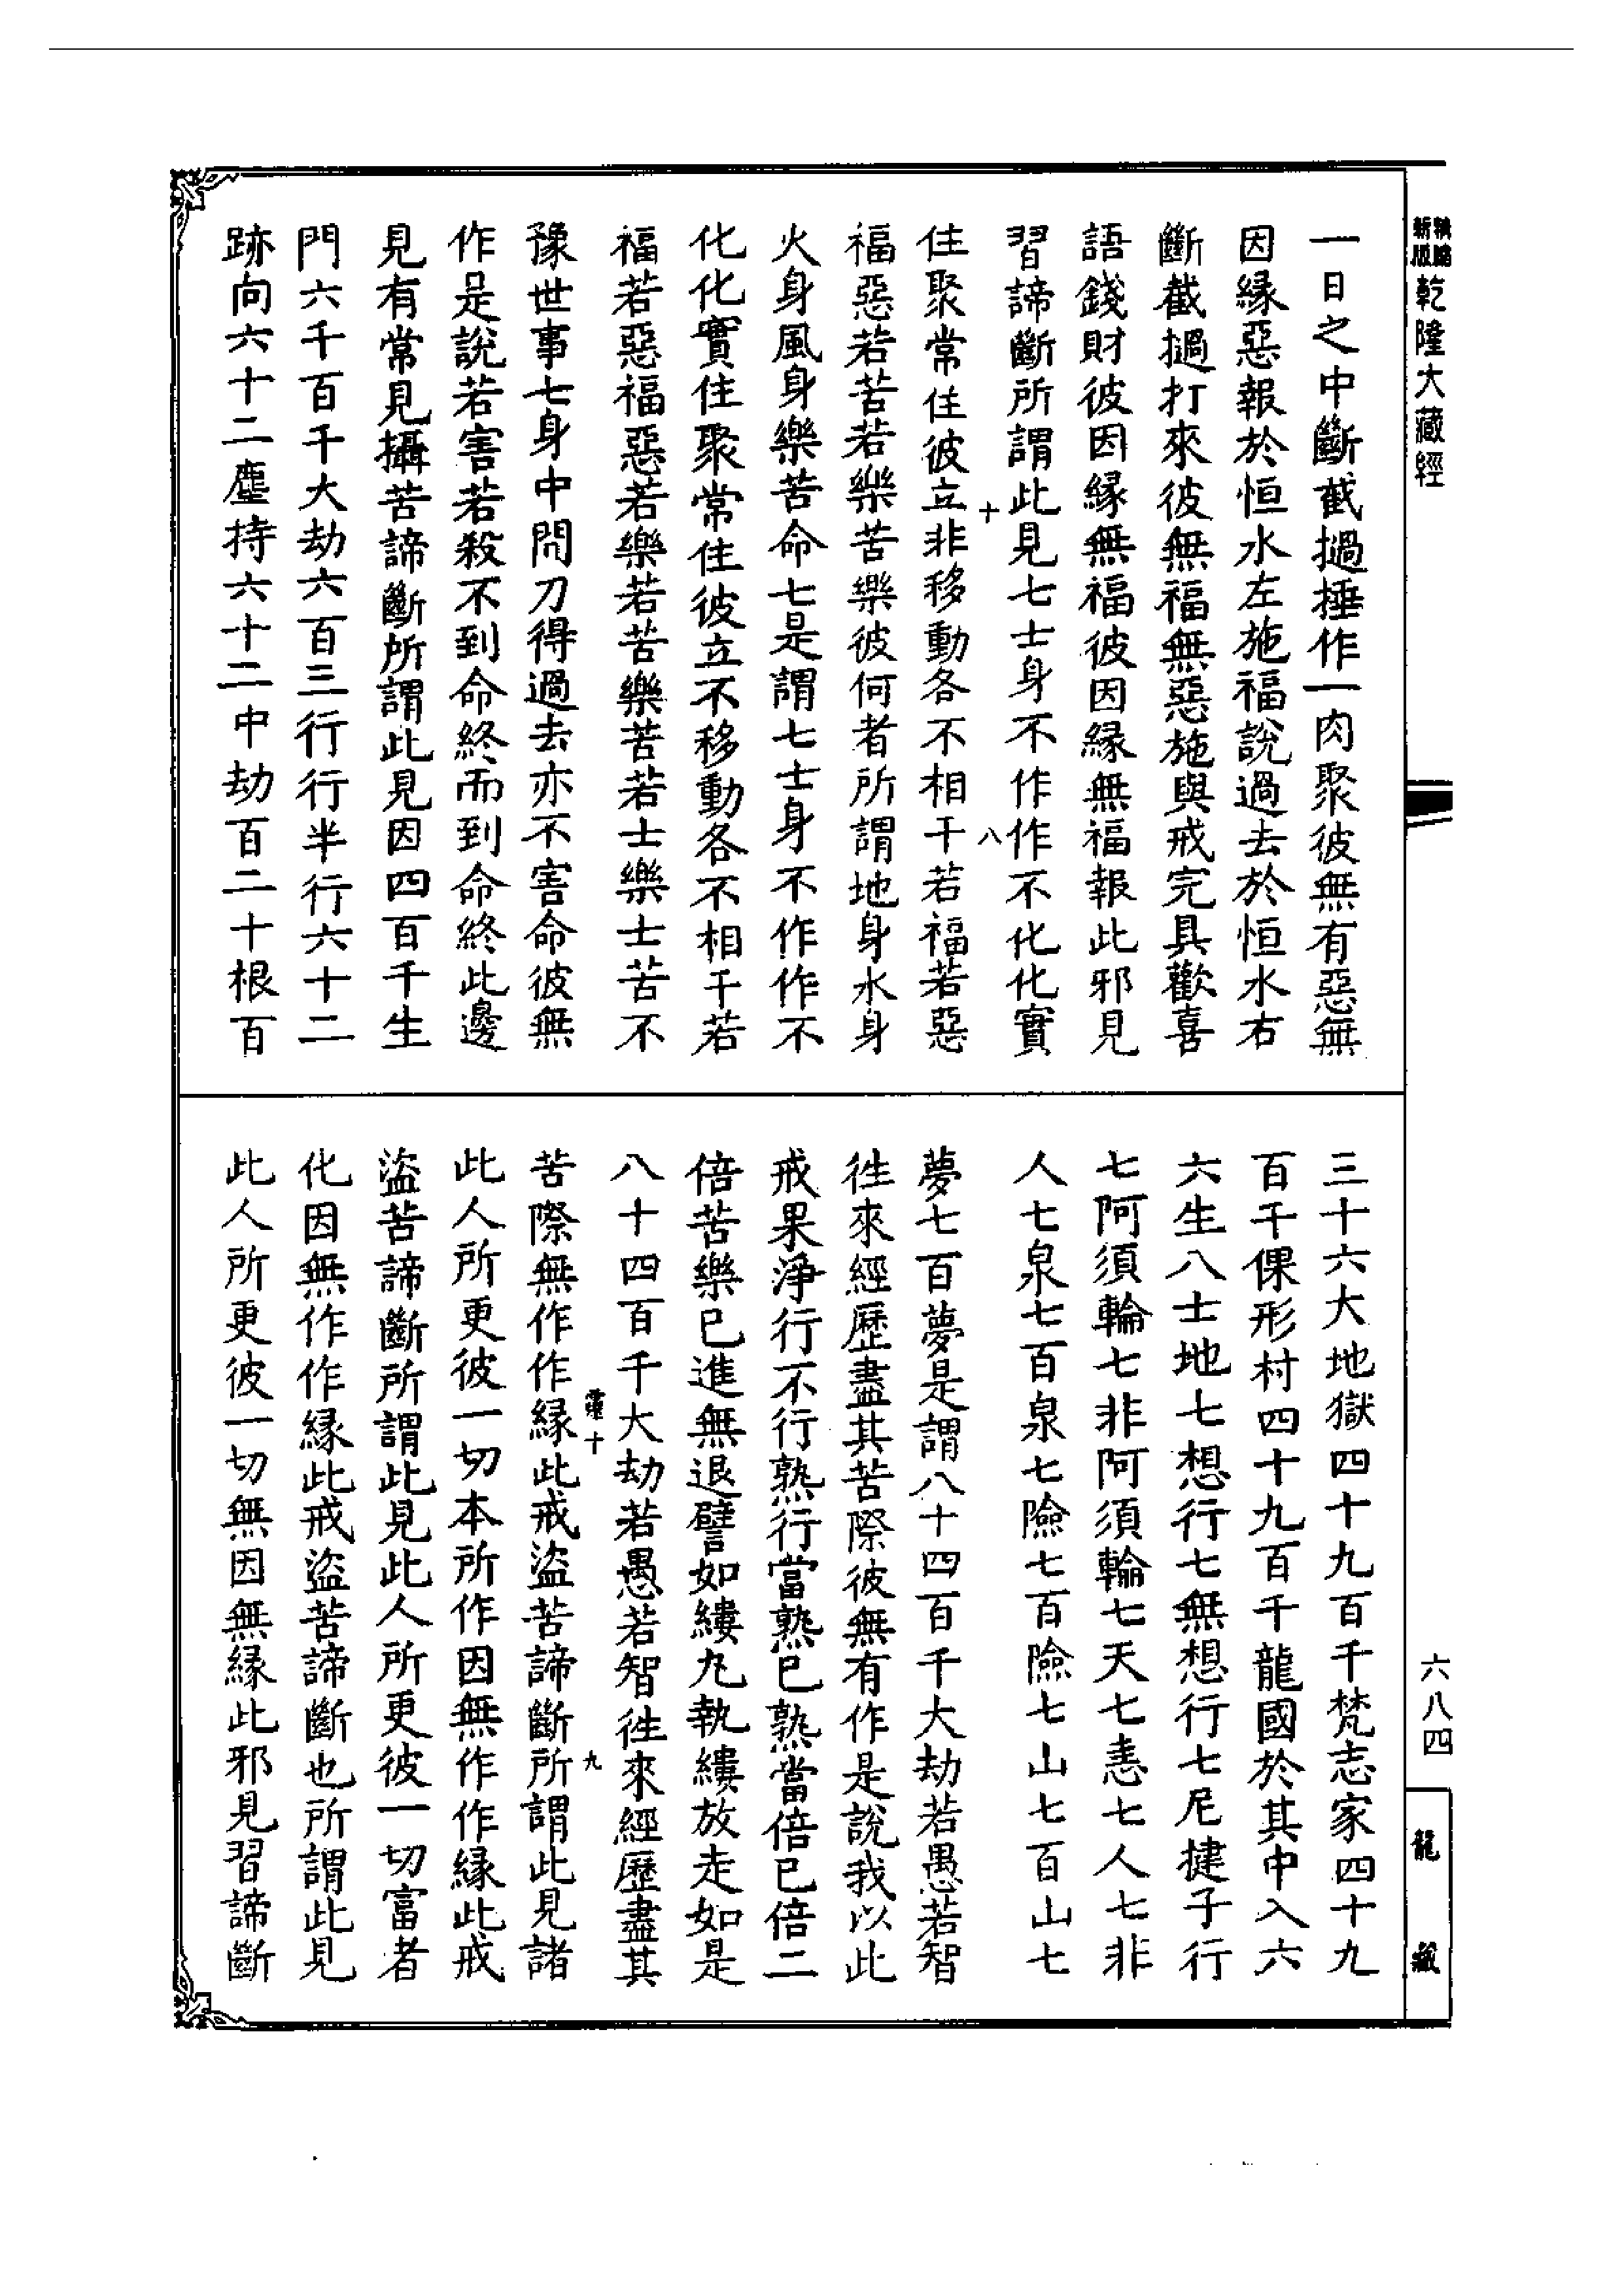 新編
新版
乾隆大藏經
一日之中斷截撾捶作一肉聚彼無有惡無
因緣惡報於恒水左施福說過去於恒水右
斷截撾打來彼無福無惡施與戒完具歡喜
語錢財彼因緣無福彼因緣無福報此邪見
習諦斷所謂此見七士身不作作不化化實
十 八
住聚常住彼立非移動各不相干若福若惡
福惡若苦若樂苦樂彼何者所謂地身水身
火身風身樂苦命七是謂七士身不作作不
化化實住聚常住彼立不移動各不相干若
福若惡福惡若樂若苦樂苦若士樂士苦不
豫世事七身中間刀得過去亦不害命彼無
作是說若害若殺不到命終而到命終此邊
見有常見攝苦諦斷所謂此見因四百千生
門六千百千大劫六百三行行半行六十二
跡向六十二塵持六十二中劫百二十根百
三十六大地獄四十九百千梵志家四十九
百千倮形村四十九百千龍國於其中入六
六生八士地七想行七無想行七尼揵子行
七阿須輪七非阿須輪七天七恚七人七非
人七泉七百泉七險七百險七山七百山七
夢七百夢是謂八十四百千大劫若愚若智
徃來經歷盡其苦際彼無有作是說我以此
戒果淨行不行熟行當熟已熟當倍已倍二
倍苦樂已進無退譬如縷丸執縷放走如是
八十四百千大劫若愚若智徃來經歷盡其
十 九
苦際無作作緣此戒盜苦諦斷所謂此見諸
此人所更彼一切本所作因無作作緣此戒
盜苦諦斷所謂此見此人所更彼一切富者
化因無作作緣此戒盜苦諦斷也所謂此見
此人所更彼一切無因無緣此邪見習諦斷
六八四
龍藏